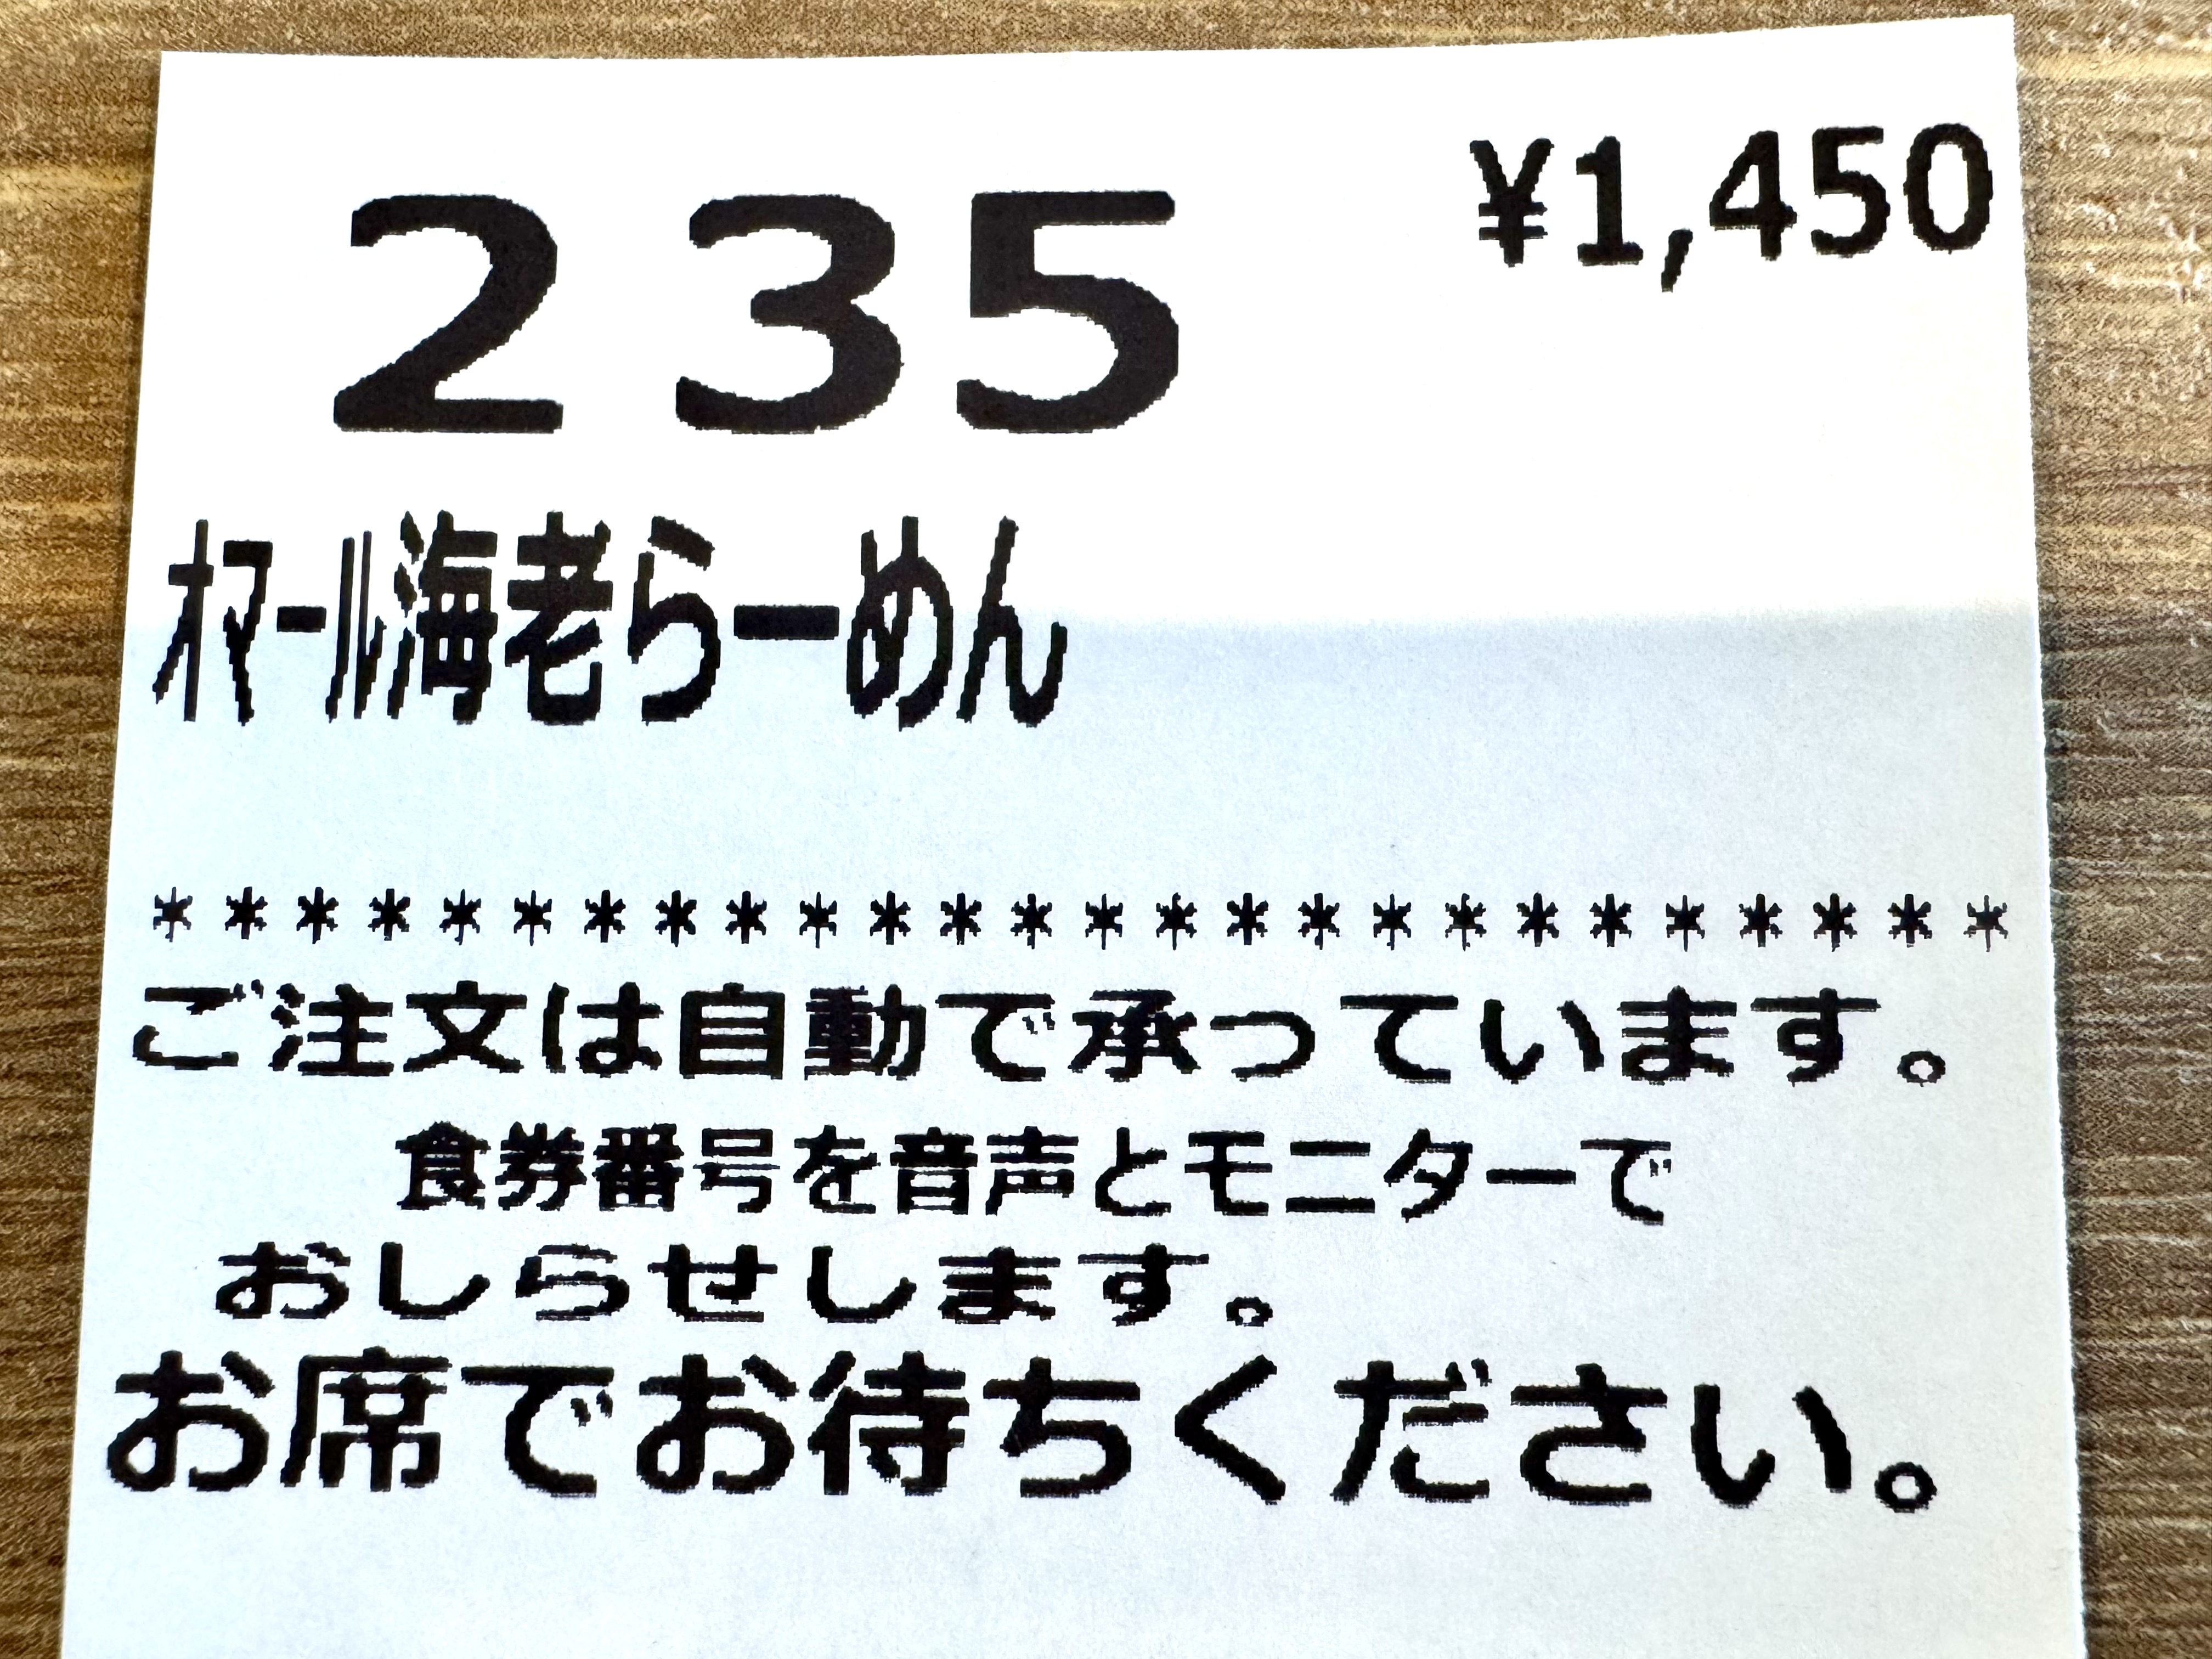 ¥1,450
２３５
ｵﾏｰﾙ海老らーめん
＊＊＊＊＊＊＊＊＊＊＊＊＊＊＊＊＊＊＊＊＊＊＊＊＊＊
ご注文は自動で承っています。
食券番号を音声とモニターで
おしらせします。
お席でお待ちください。